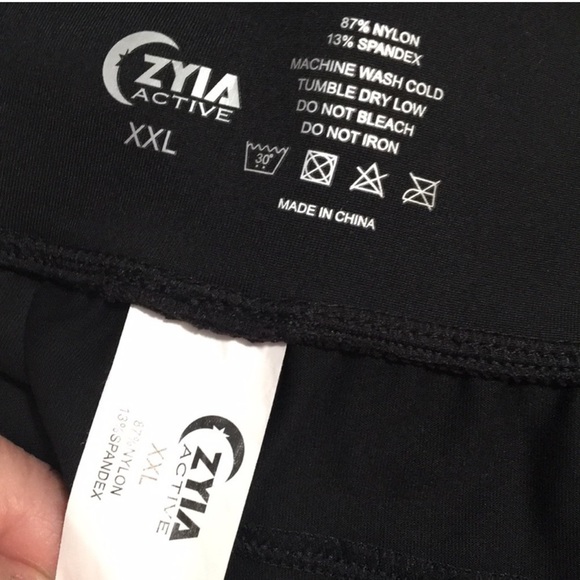 ZYIA
ACTIVE
XXL
87% NYLON
13% SPANDEX
MACHINE WASH COLD
TUMBLE DRY LOW
DO NOT BLEACH
DO NOT IRON
30°
MADE IN CHINA
ZYIA
ACTIVE
XXL
87% NYLON
13%SPANDEX